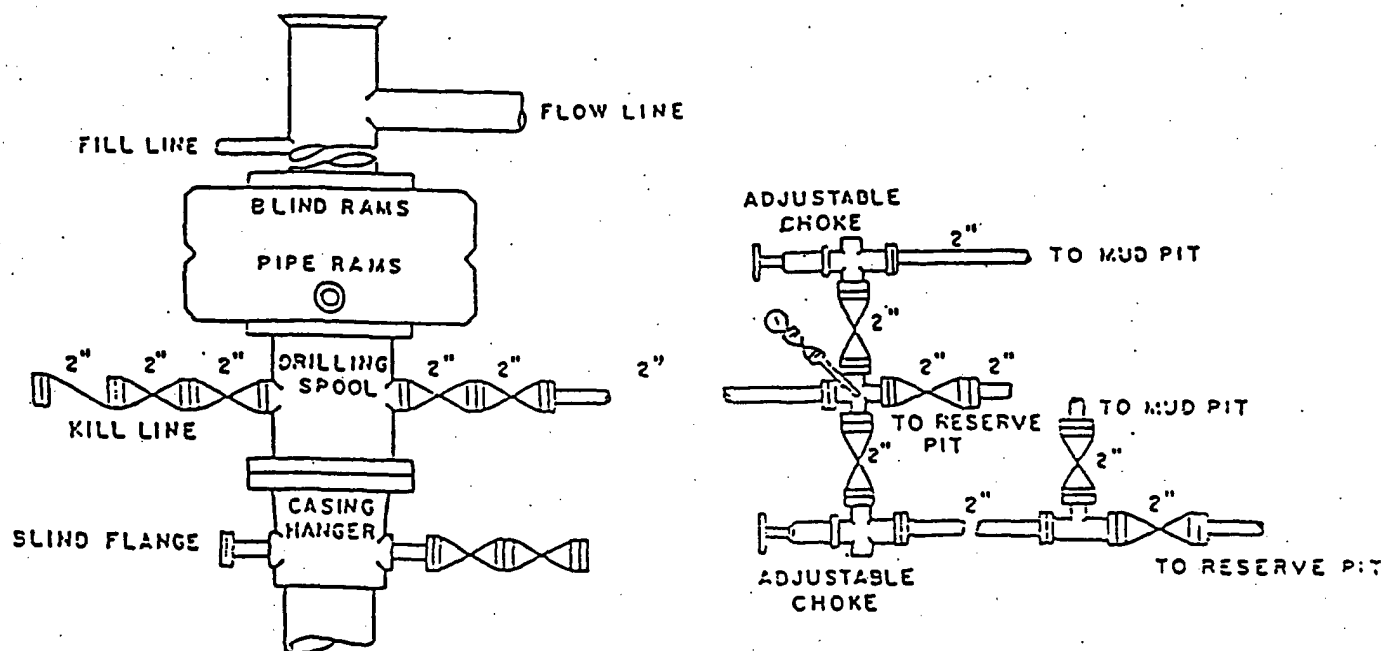 FLOW LINE
FILL LINE
BLIND RAMS
PIPE RAMS
2" 2" 2" DRILLING 2" 2" 2"
SPOOL
KILL LINE
CASING
HANGER
BLIND FLANGE
ADJUSTABLE
CHOKE
2"
TO MUD PIT
2"
2" 2"
TO RESERVE
PIT
TO MUD PIT
2"
2"
2"
2"
TO RESERVE PIT
ADJUSTABLE
CHOKE